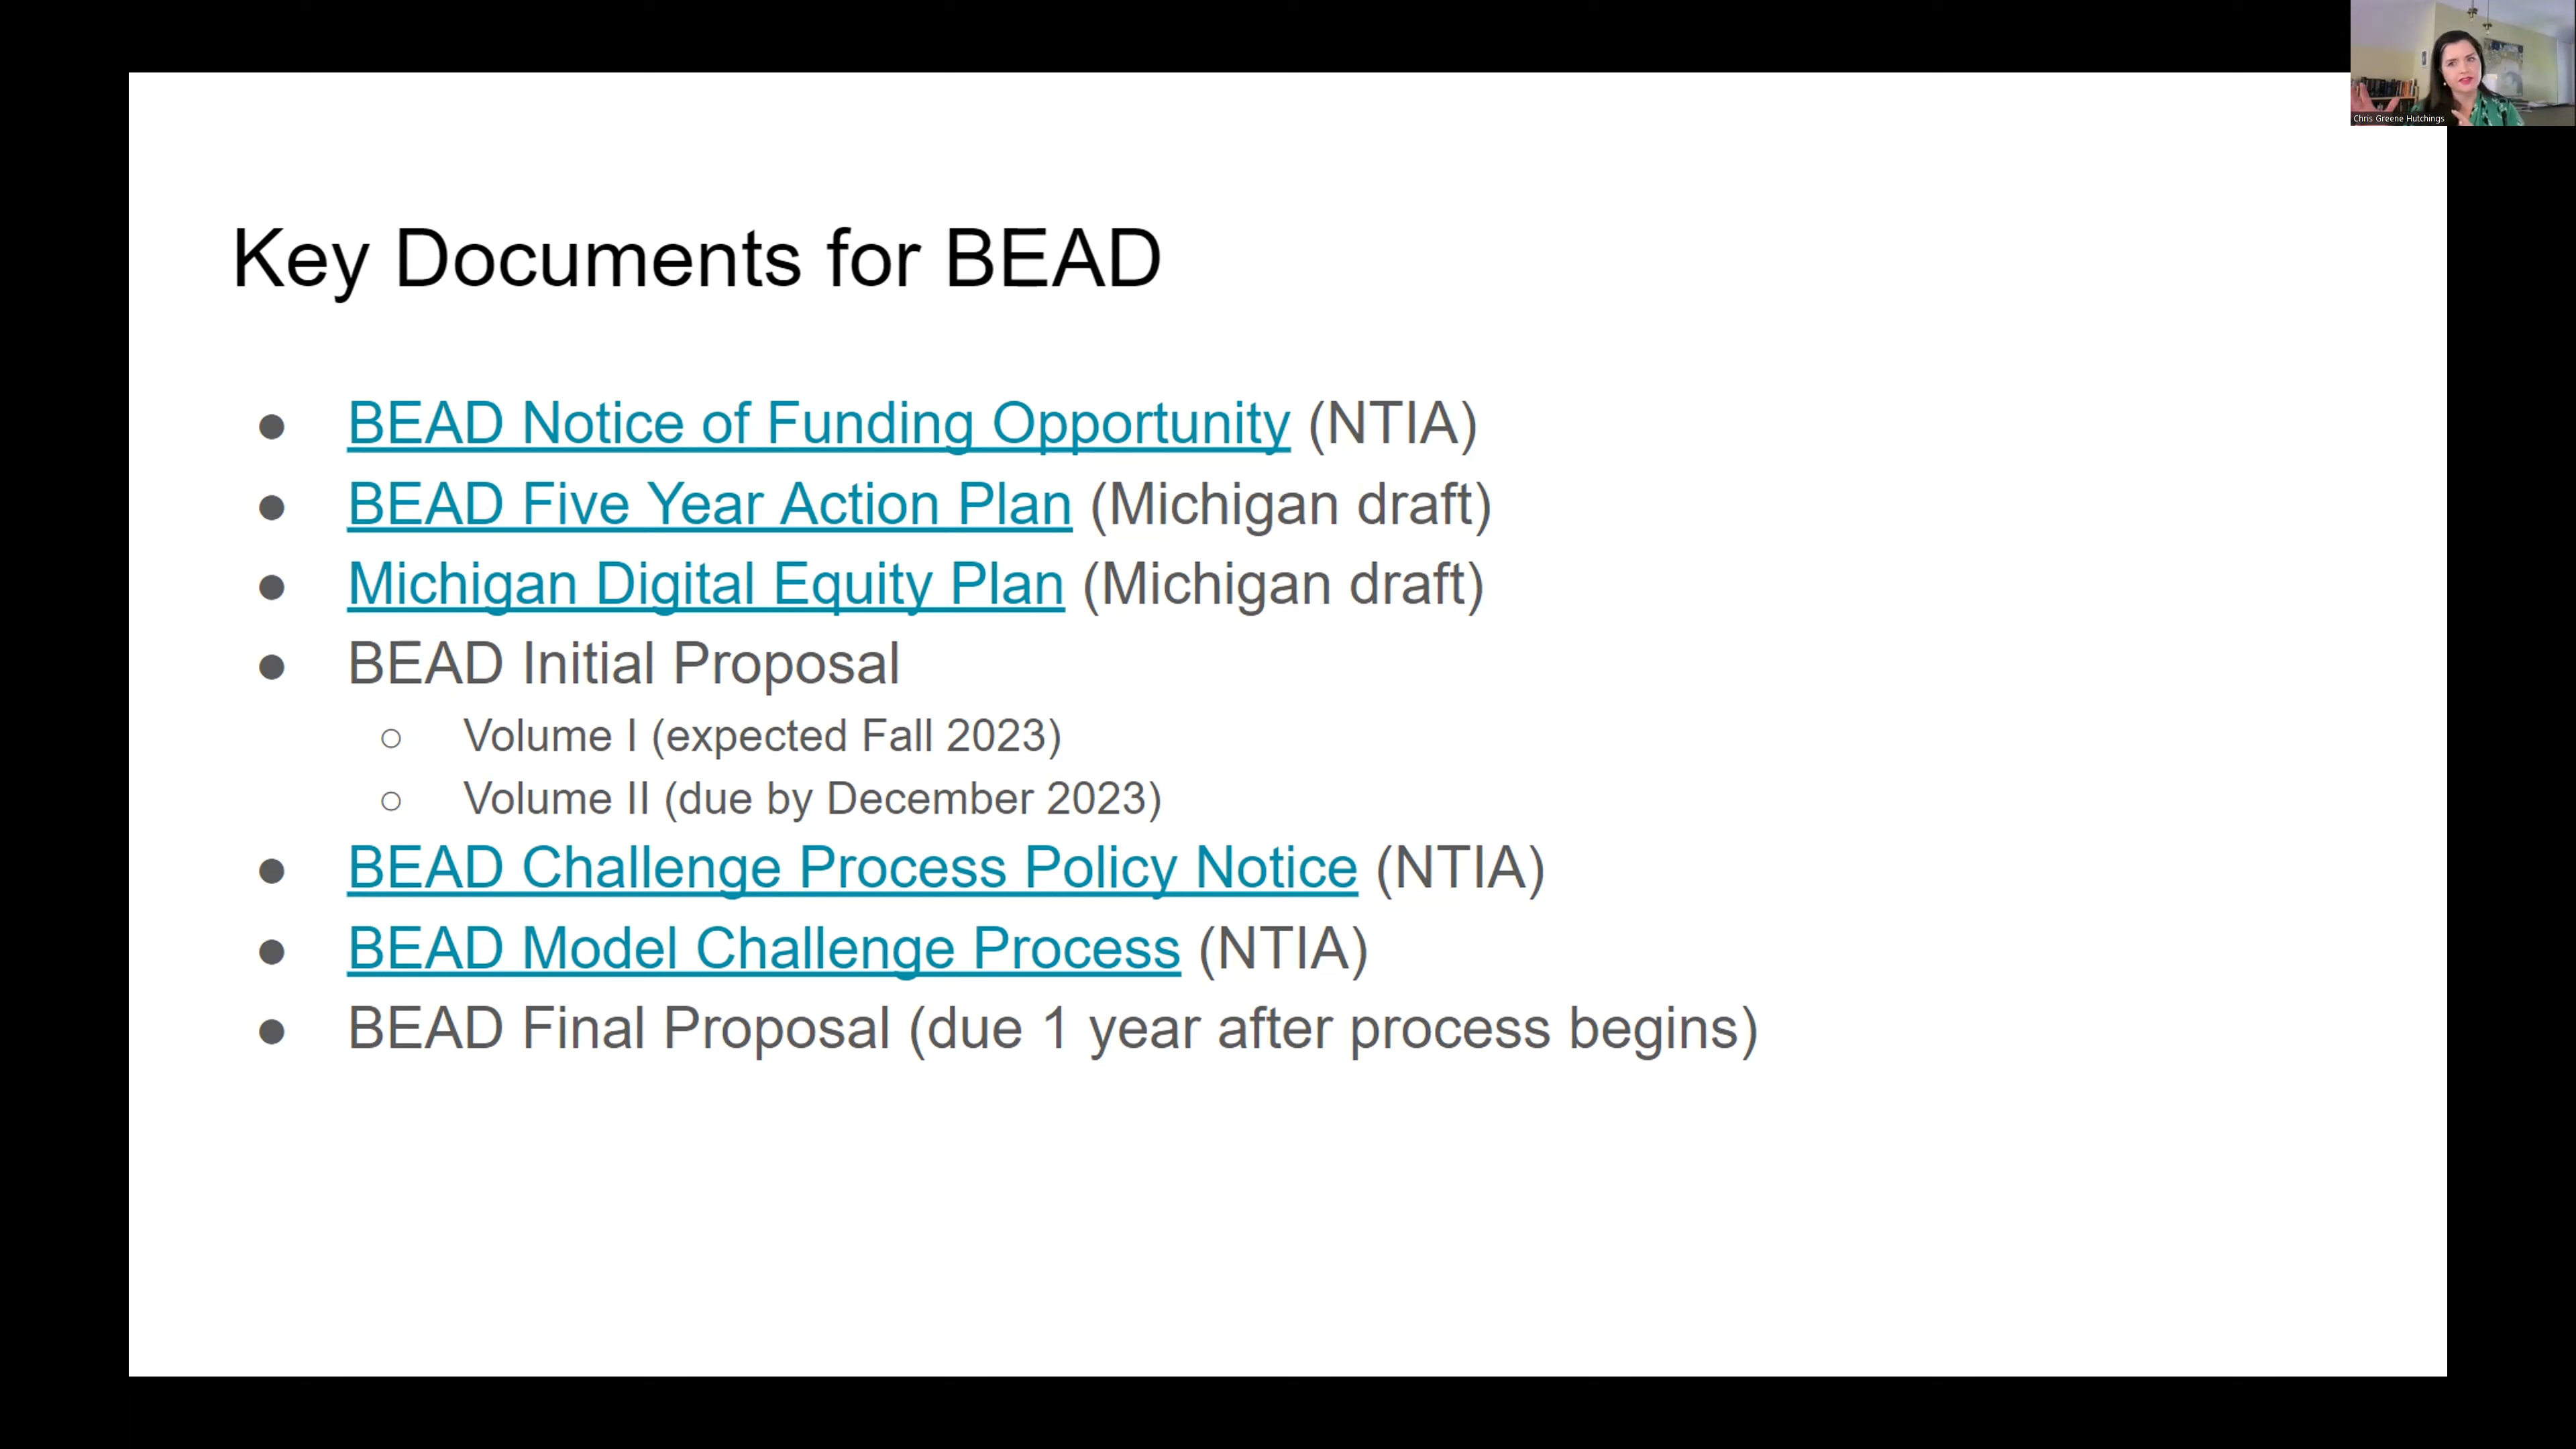 Chris Greene Hutchings
Key Documents for BEAD
● BEAD Notice of Funding Opportunity (NTIA)
● BEAD Five Year Action Plan (Michigan draft)
● Michigan Digital Equity Plan (Michigan draft)
● BEAD Initial Proposal
○ Volume I (expected Fall 2023)
○ Volume II (due by December 2023)
● BEAD Challenge Process Policy Notice (NTIA)
● BEAD Model Challenge Process (NTIA)
● BEAD Final Proposal (due 1 year after process begins)